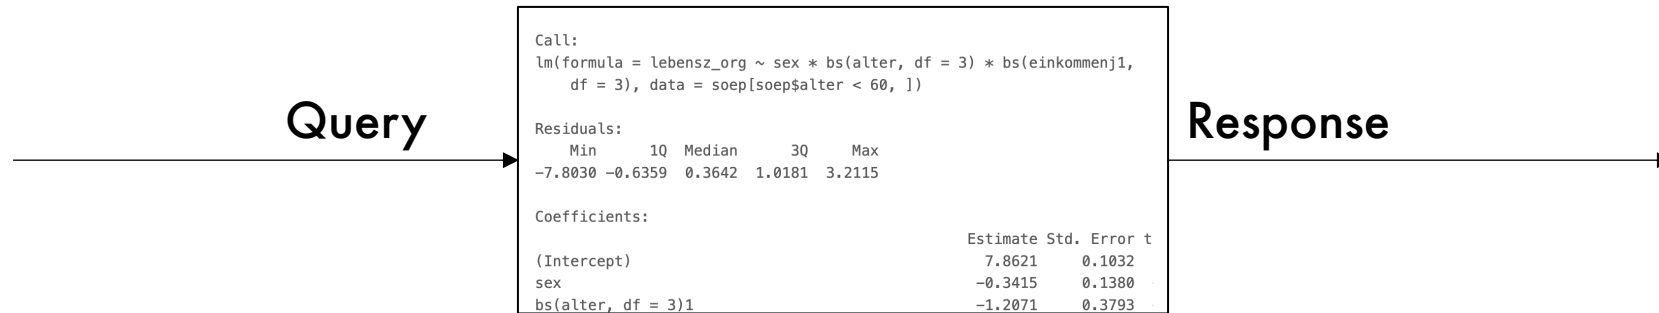 Query
Call:
lm(formula = lebensz_org ~ sex * bs(alter, df = 3) * bs(einkommenj1,
    df = 3), data = soep[soep$alter < 60, ])
Residuals:
    Min      1Q  Median      3Q     Max
-7.8030 -0.6359  0.3642  1.0181  3.2115
Coefficients:
Estimate Std. Error t
(Intercept) 7.8621 0.1032
sex -0.3415 0.1380
bs(alter, df = 3)1 -1.2071 0.3793
Response